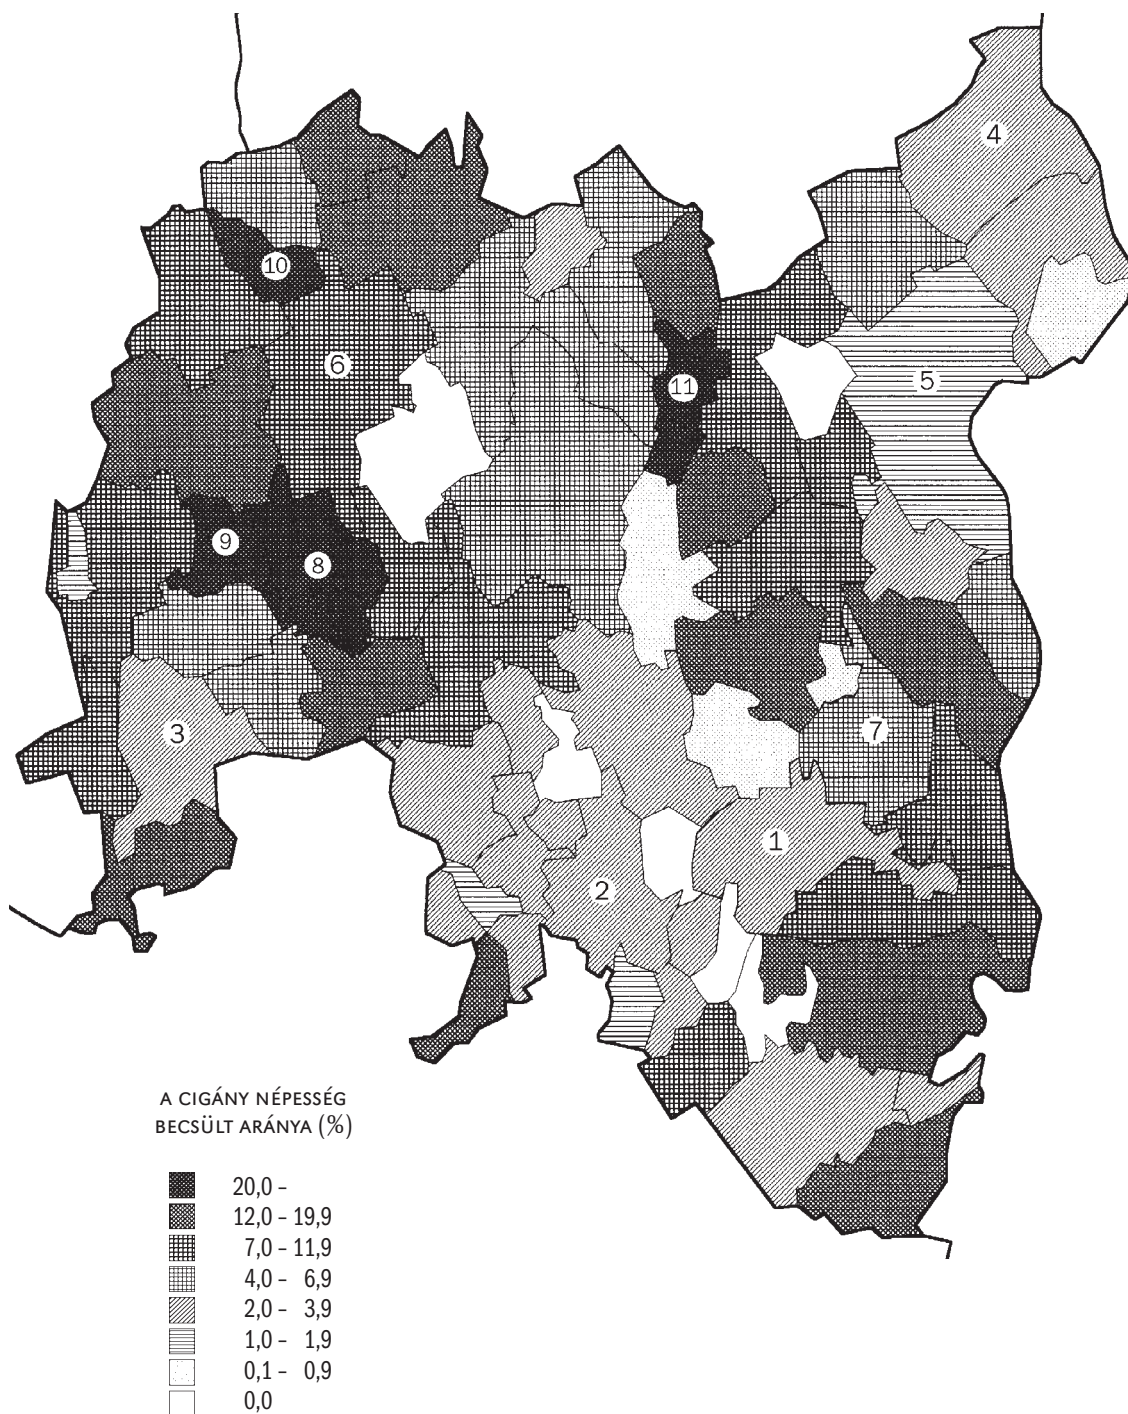 4
10
6
11
5
9
8
3
7
1
2
A CIGÁNY NÉPESSÉG
BECSÜLT ARÁNYA (%)
20,0 –
12,0 – 19,9
7,0 – 11,9
4,0 – 6,9
2,0 – 3,9
1,0 – 1,9
0,1 – 0,9
0,0